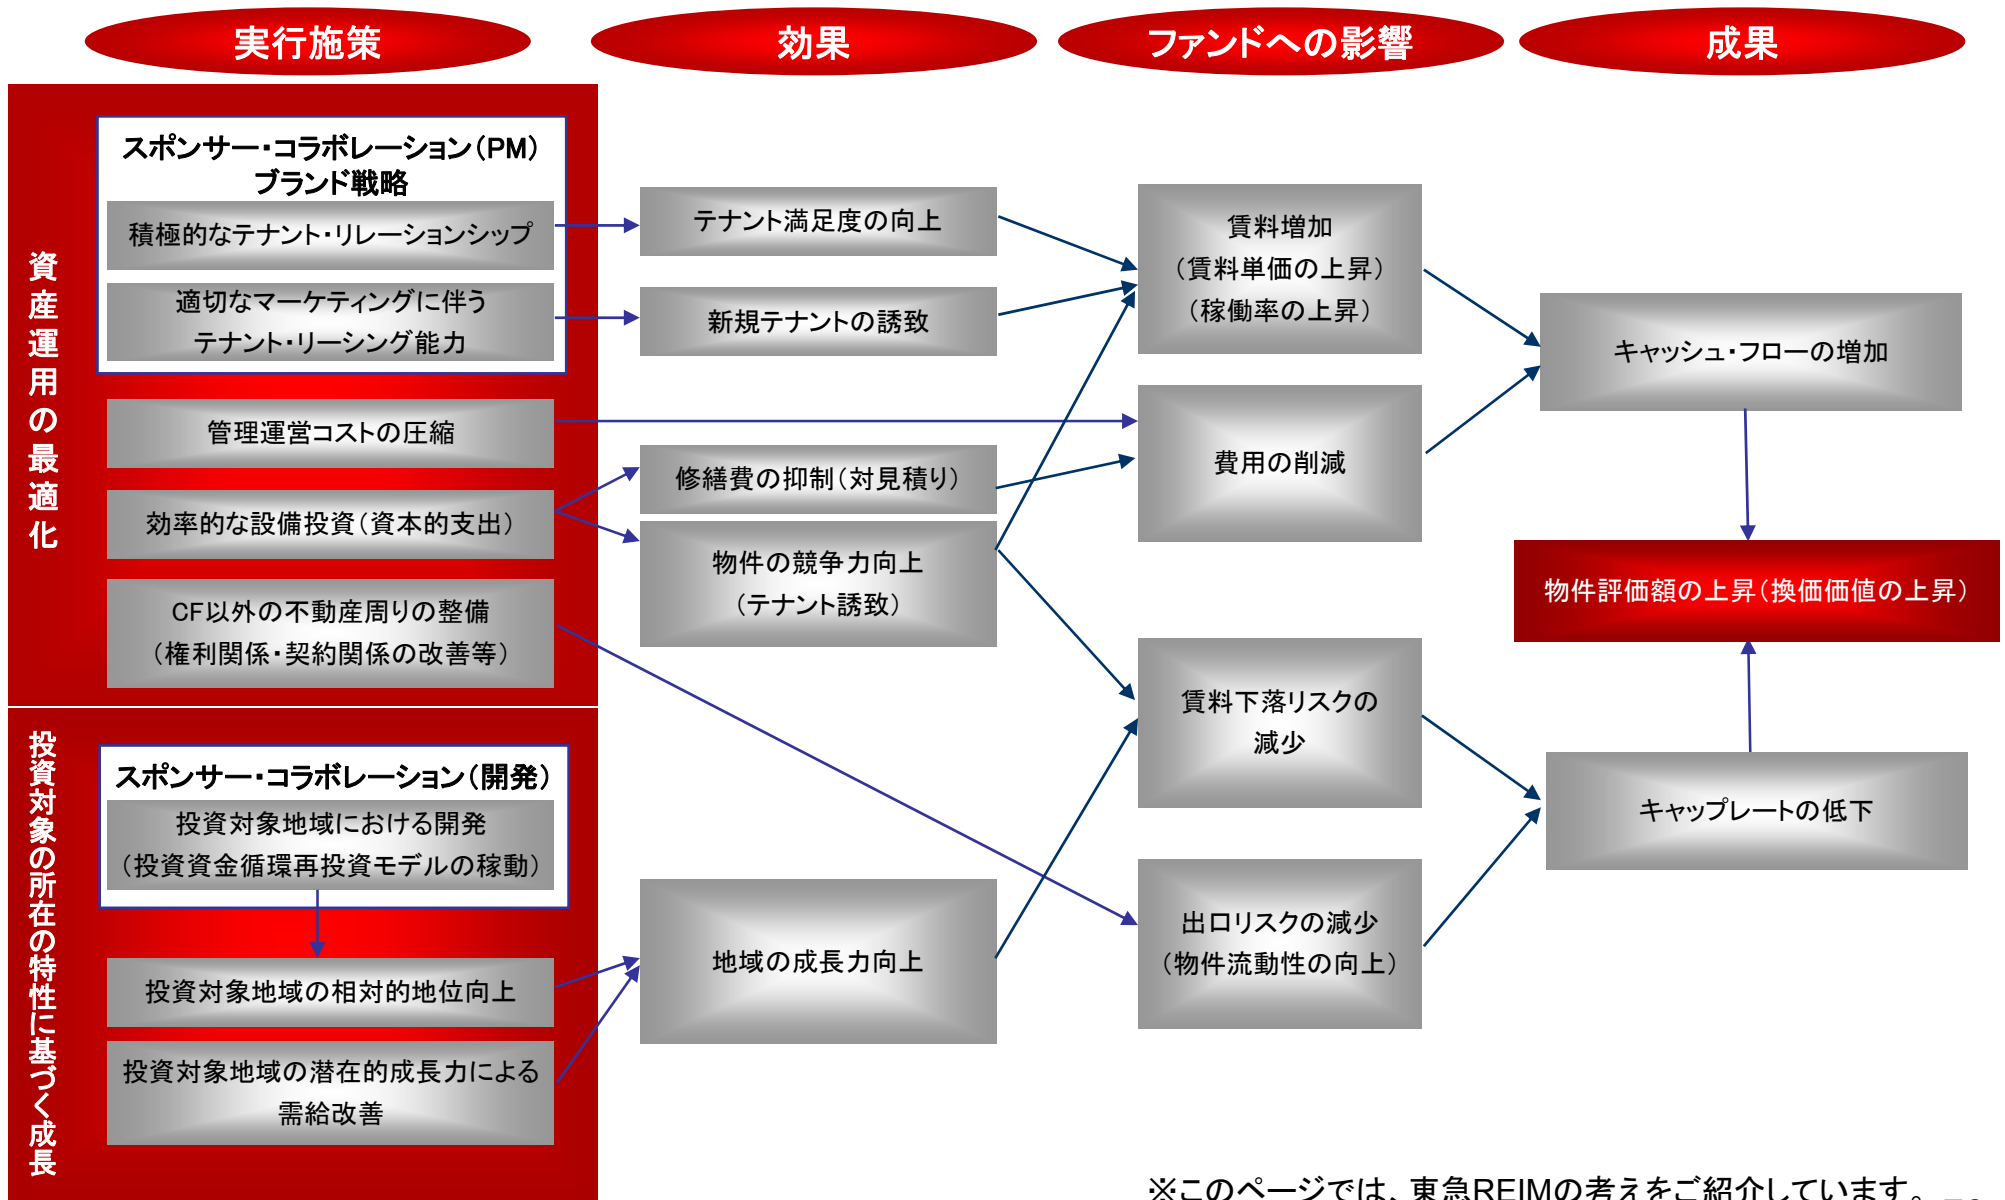 実行施策
効果
ファンドへの影響
成果
資産運用の最適化
スポンサー・コラボレーション（PM）
ブランド戦略
積極的なテナント・リレーションシップ
適切なマーケティングに伴う
テナント・リーシング能力
管理運営コストの圧縮
効率的な設備投資（資本的支出）
CF以外の不動産周りの整備
（権利関係・契約関係の改善等）
投資対象の所在の特性に基づく成長
スポンサー・コラボレーション（開発）
投資対象地域における開発
（投資資金循環再投資モデルの稼動）
投資対象地域の相対的地位向上
投資対象地域の潜在的成長力による
需給改善
テナント満足度の向上
新規テナントの誘致
修繕費の抑制（対見積り）
物件の競争力向上
（テナント誘致）
地域の成長力向上
賃料増加
（賃料単価の上昇）
（稼働率の上昇）
費用の削減
賃料下落リスクの
減少
出口リスクの減少
（物件流動性の向上）
キャッシュ・フローの増加
物件評価額の上昇（換価価値の上昇）
キャップレートの低下
※このページでは、東急REIMの考えをご紹介しています。